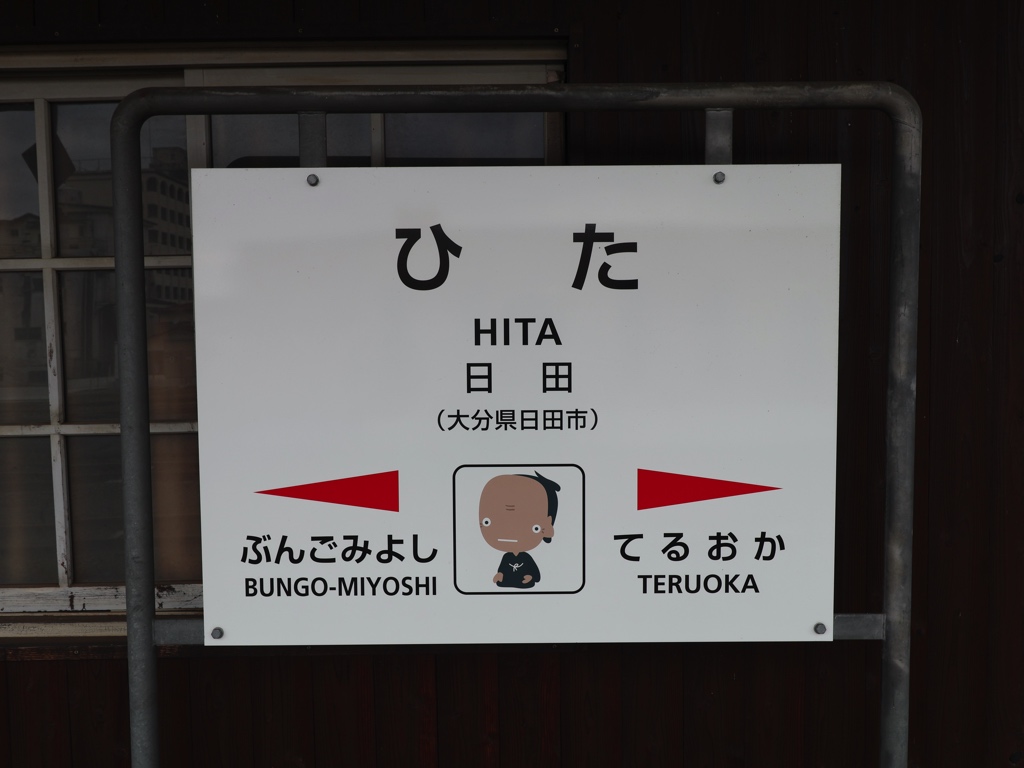 ひた
HITA
日田
（大分県日田市）
ぶんごみよし てるおか
BUNGO-MIYOSHI TERUOKA